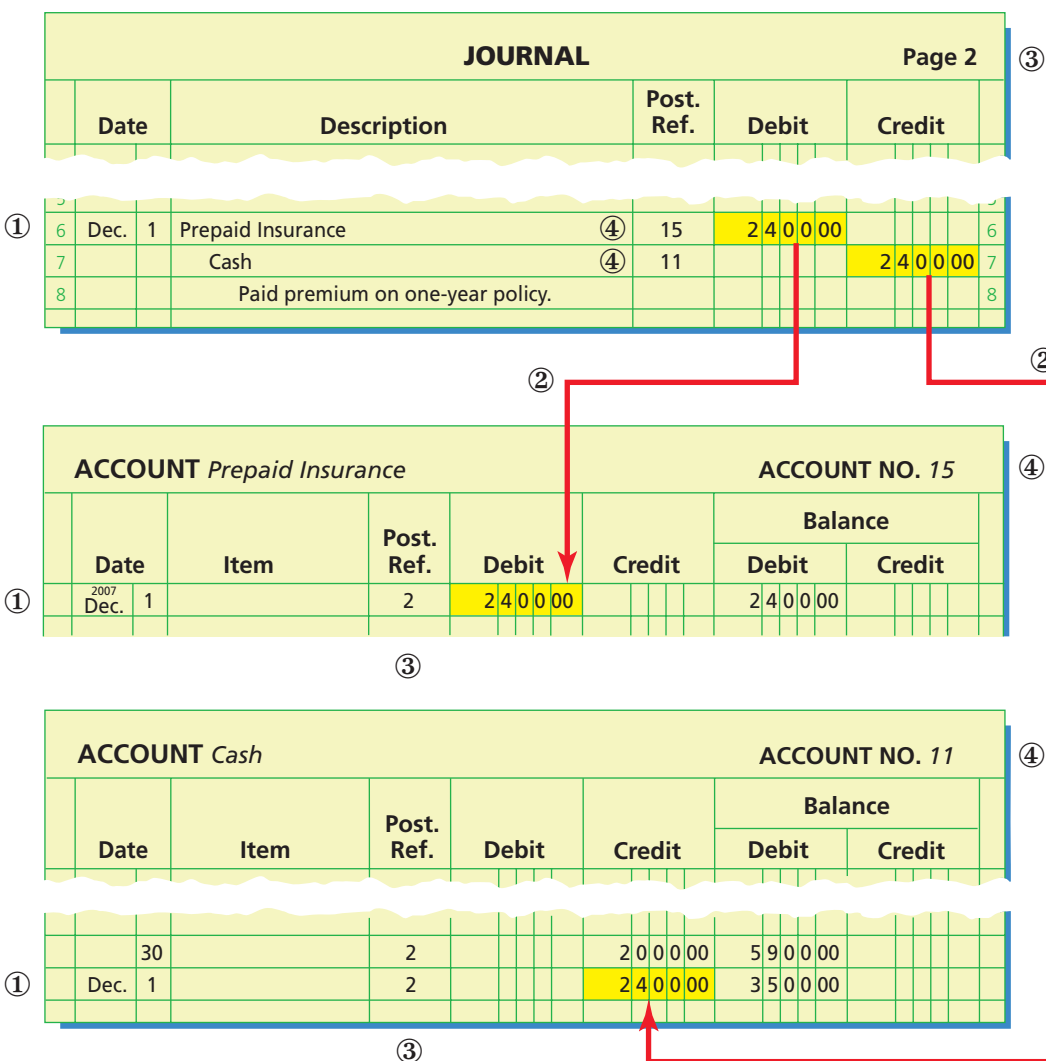 JOURNAL Page 2 ③
Date Description Post. Ref. Debit Credit
① 6 Dec. 1 Prepaid Insurance ④ 15 2 4 0 0 00 6
7 Cash ④ 11 2 4 0 0 00 7
8 Paid premium on one-year policy. 8
② ②
ACCOUNT Prepaid Insurance ACCOUNT NO. 15 ④
Balance
Date Item Post. Ref. Debit Credit Debit Credit
① 2007 Dec. 1 2 2 4 0 0 00 2 4 0 0 00
③
ACCOUNT Cash ACCOUNT NO. 11 ④
Balance
Date Item Post. Ref. Debit Credit Debit Credit
30 2 2 0 0 0 00 5 9 0 0 00
① Dec. 1 2 2 4 0 0 00 3 5 0 0 00
③